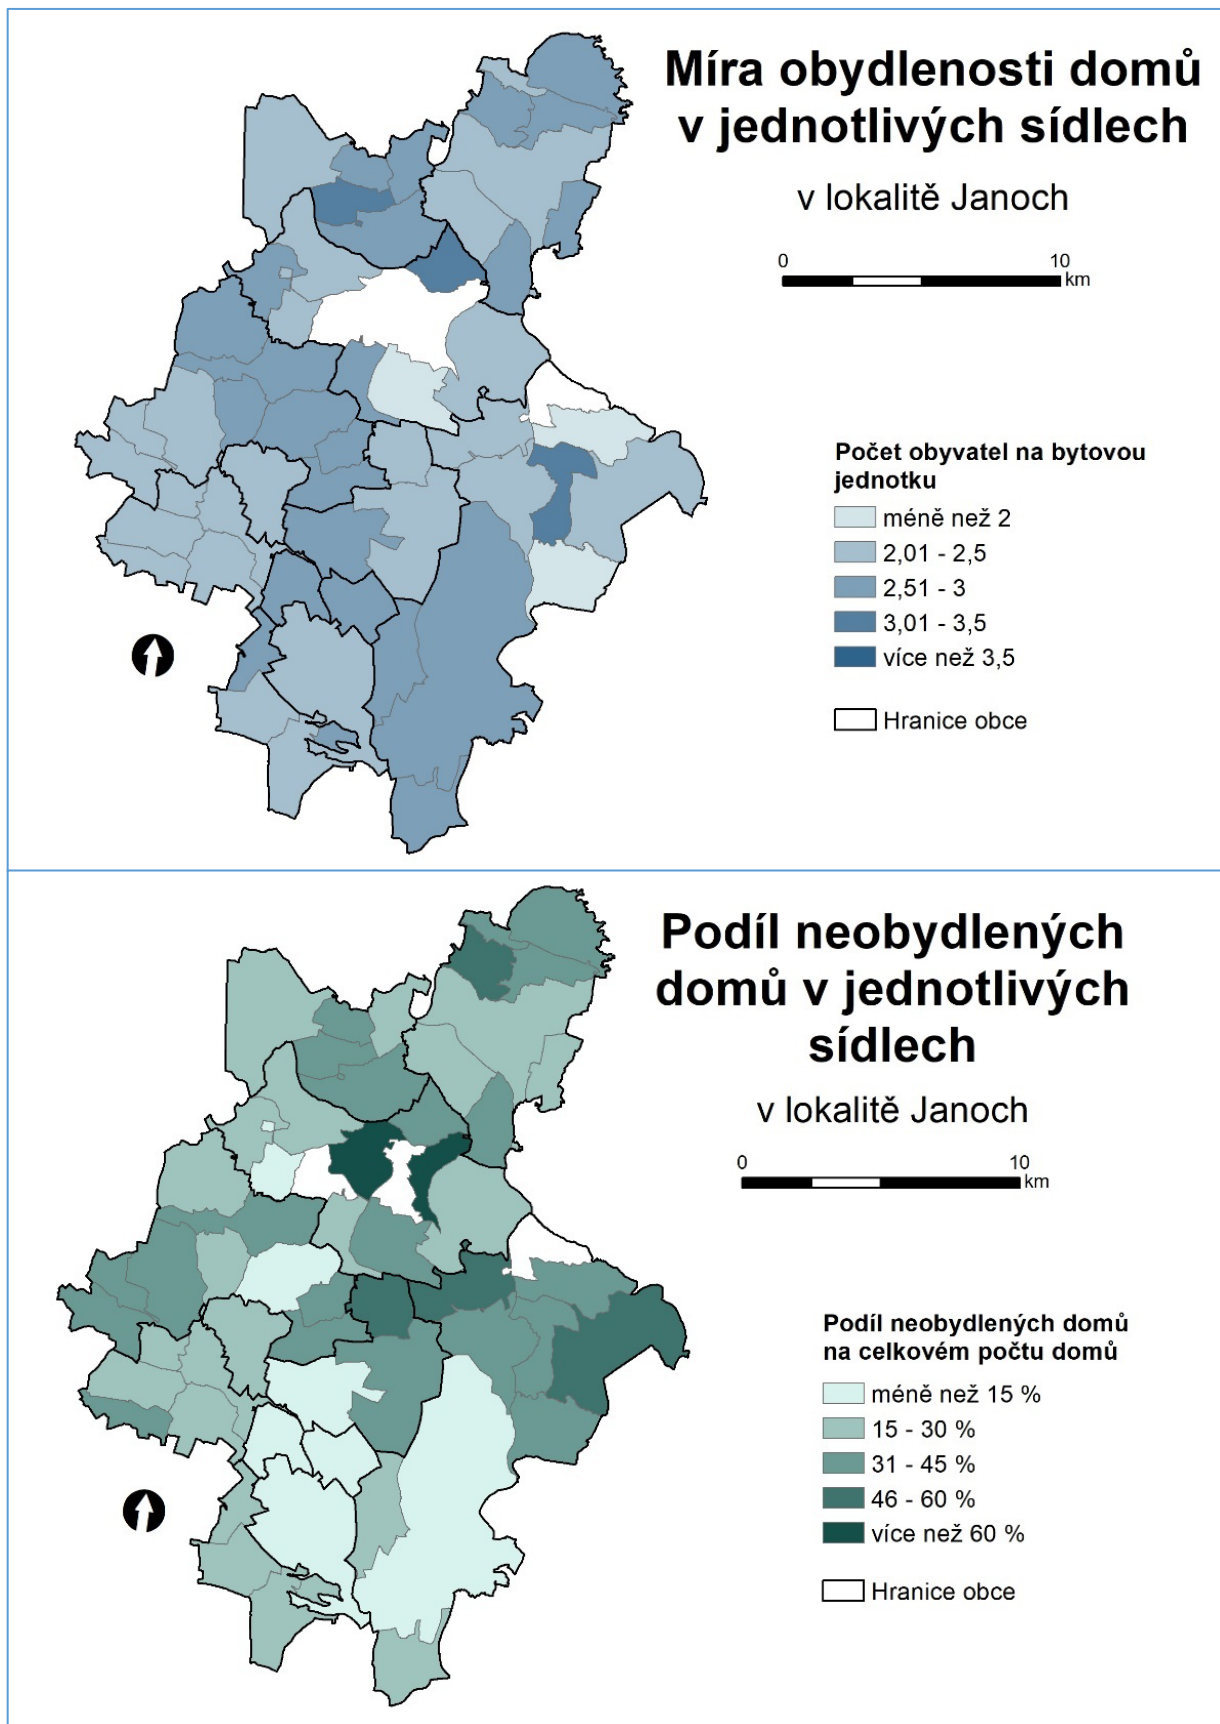 Míra obydlenosti domů
v jednotlivých sídlech
v lokalitě Janoch
0 10
km
Počet obyvatel na bytovou
jednotku
méně než 2
2,01 - 2,5
2,51 - 3
3,01 - 3,5
více než 3,5
Hranice obce
Podíl neobydlených
domů v jednotlivých
sídlech
v lokalitě Janoch
0 10
km
Podíl neobydlených domů
na celkovém počtu domů
méně než 15 %
15 - 30 %
31 - 45 %
46 - 60 %
více než 60 %
Hranice obce